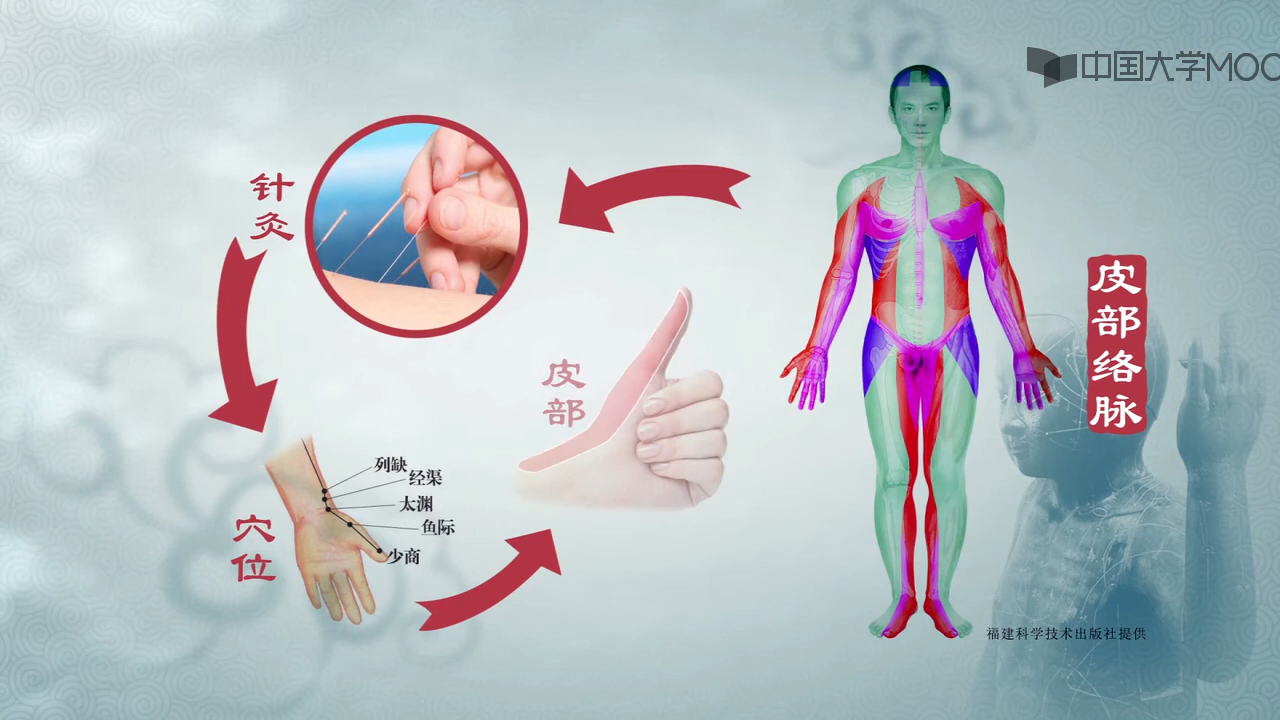 中国大学MOO
针灸
皮部络脉
皮部
列缺
经渠
太渊
鱼际
少商
穴位
福建科学技术出版社提供